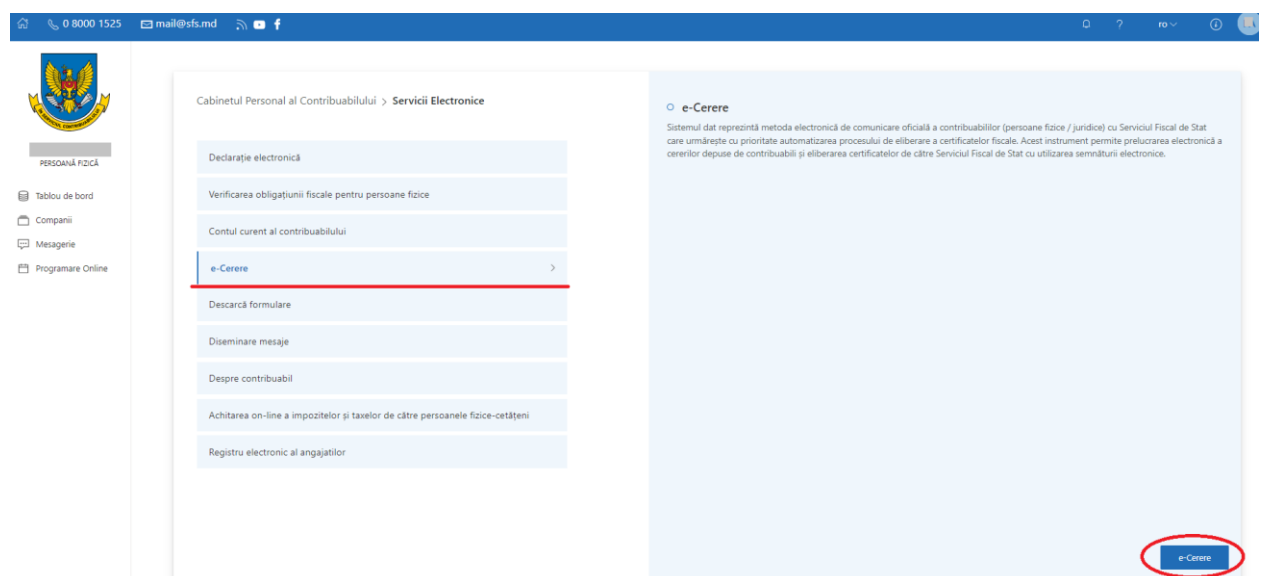 0 8000 1525 mail@sfs.md ? ro
PERSOANĂ FIZICĂ
Tablou de bord
Companii
Mesagerie
Programare Online
Cabinetul Personal al Contribuabilului > Servicii Electronice
Declarație electronică
Verificarea obligațiunii fiscale pentru persoane fizice
Contul curent al contribuabilului
e-Cerere
Descarcă formulare
Diseminare mesaje
Despre contribuabil
Achitarea on-line a impozitelor și taxelor de către persoanele fizice-cetățeni
Registru electronic al angajatilor
e-Cerere
Sistemul dat reprezintă metoda electronică de comunicare oficială a contribuabililor (persoane fizice / juridice) cu Serviciul Fiscal de Stat
care urmărește cu prioritate automatizarea procesului de eliberare a certificatelor fiscale. Acest instrument permite prelucrarea electronică a
cererilor depuse de contribuabili și eliberarea certificatelor de către Serviciul Fiscal de Stat cu utilizarea semnăturii electronice.
e-Cerere